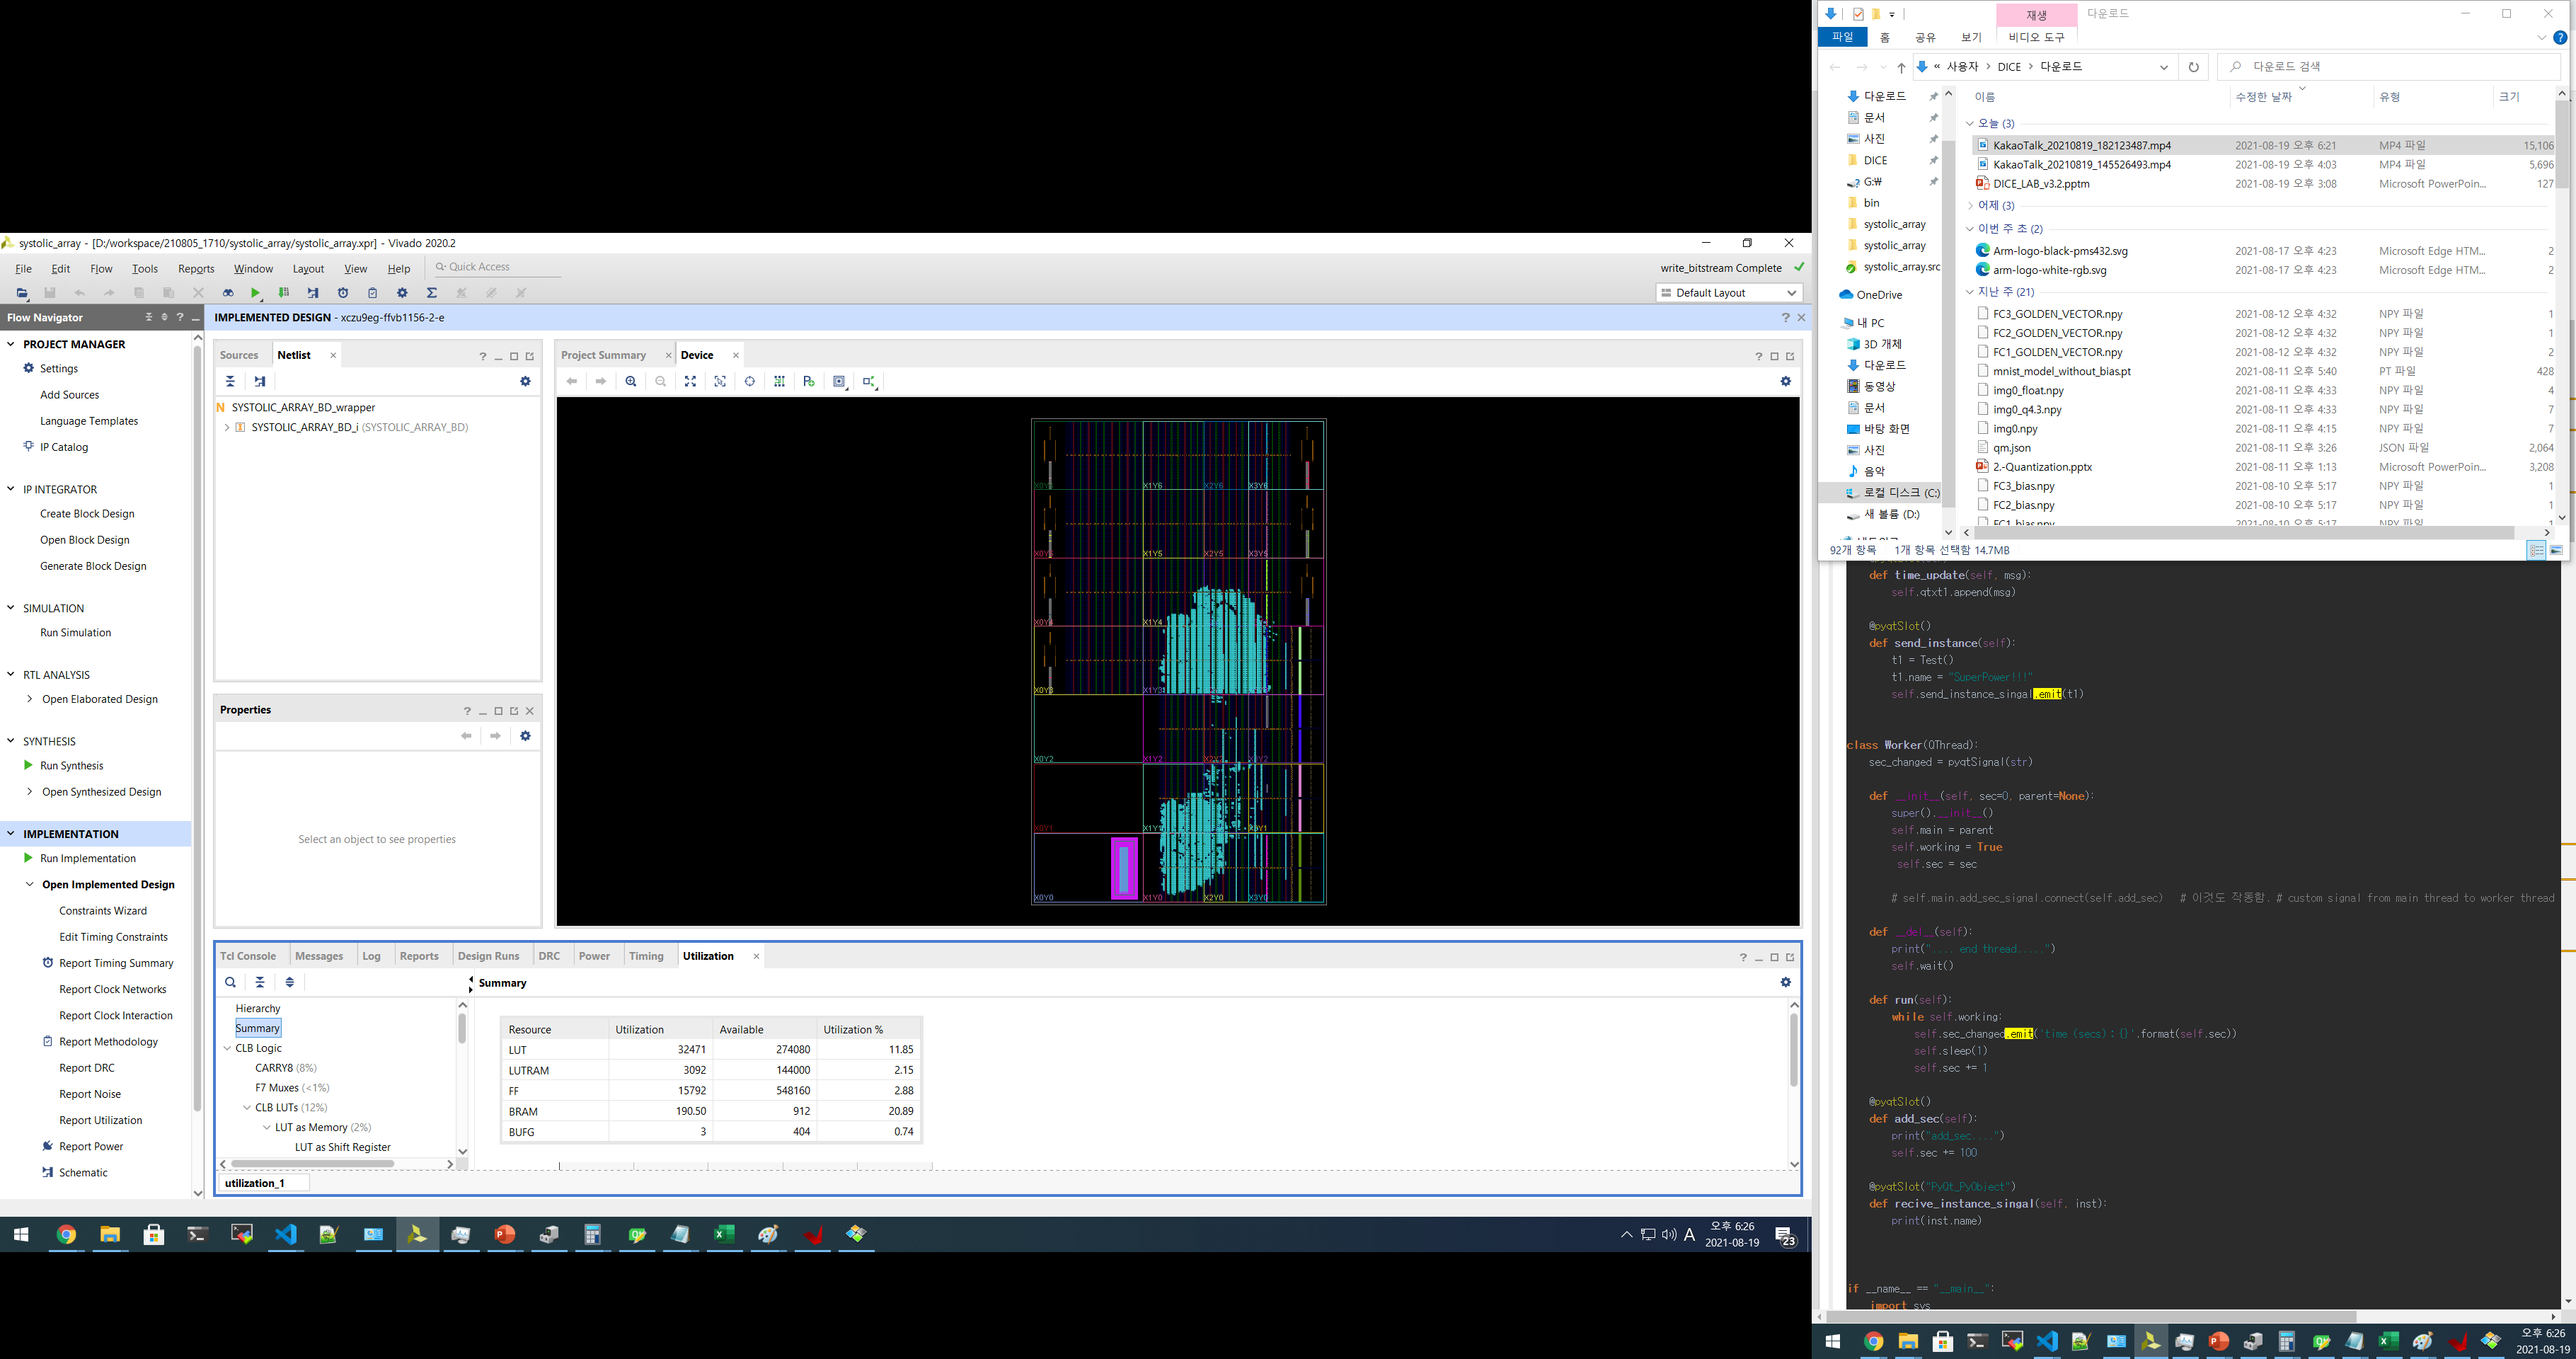 systolic_array - [D:/workspace/210805_1710/systolic_array/systolic_array.xpr] - Vivado 2020.2
File Edit Flow Tools Reports Window Layout View Help Quick Access
write_bitstream Complete
Default Layout
Flow Navigator
PROJECT MANAGER
Settings
Add Sources
Language Templates
IP Catalog
IP INTEGRATOR
Create Block Design
Open Block Design
Generate Block Design
SIMULATION
Run Simulation
RTL ANALYSIS
Open Elaborated Design
SYNTHESIS
Run Synthesis
Open Synthesized Design
IMPLEMENTATION
Run Implementation
Open Implemented Design
Constraints Wizard
Edit Timing Constraints
Report Timing Summary
Report Clock Networks
Report Clock Interaction
Report Methodology
Report DRC
Report Noise
Report Utilization
Report Power
Schematic
IMPLEMENTED DESIGN - xczu9eg-ffvb1156-2-e
Sources Netlist
SYSTOLIC_ARRAY_BD_wrapper
SYSTOLIC_ARRAY_BD_i (SYSTOLIC_ARRAY_BD)
Properties
Select an object to see properties
Project Summary Device
X1Y6 X2Y6 X3Y6
X1Y5 X2Y5 X3Y5
X1Y4
X0Y3 X1Y3
X0Y2 X1Y2
X0Y1 X1Y1
X0Y0 X1Y0 X2Y0 X3Y0
Tcl Console Messages Log Reports Design Runs DRC Power Timing Utilization
Summary
Hierarchy
Summary
CLB Logic
CARRY8 (8%)
F7 Muxes (<1%)
CLB LUTs (12%)
LUT as Memory (2%)
LUT as Shift Register
Resource Utilization Available Utilization %
LUT 32471 274080 11.85
LUTRAM 3092 144000 2.15
FF 15792 548160 2.88
BRAM 190.50 912 20.89
BUFG 3 404 0.74
utilization_1
A
오후 6:26
2021-08-19
23
재생 다운로드
파일 홈 공유 보기 비디오 도구
« 사용자 > DICE > 다운로드
다운로드 검색
다운로드
문서
사진
DICE
G:₩
bin
systolic_array
systolic_array
systolic_array.src
OneDrive
내 PC
3D 개체
다운로드
동영상
문서
바탕 화면
사진
음악
로컬 디스크 (C:)
새 볼륨 (D:)
이름 수정한 날짜 유형 크기
오늘 (3)
KakaoTalk_20210819_182123487.mp4 2021-08-19 오후 6:21 MP4 파일 15,106
KakaoTalk_20210819_145526493.mp4 2021-08-19 오후 4:03 MP4 파일 5,696
DICE_LAB_v3.2.pptm 2021-08-19 오후 3:08 Microsoft PowerPoin... 127
어제 (3)
이번 주 초 (2)
Arm-logo-black-pms432.svg 2021-08-17 오후 4:23 Microsoft Edge HTM... 2
arm-logo-white-rgb.svg 2021-08-17 오후 4:23 Microsoft Edge HTM... 2
지난 주 (21)
FC3_GOLDEN_VECTOR.npy 2021-08-12 오후 4:32 NPY 파일 1
FC2_GOLDEN_VECTOR.npy 2021-08-12 오후 4:32 NPY 파일 1
FC1_GOLDEN_VECTOR.npy 2021-08-12 오후 4:32 NPY 파일 2
mnist_model_without_bias.pt 2021-08-11 오후 5:40 PT 파일 428
img0_float.npy 2021-08-11 오후 4:33 NPY 파일 4
img0_q4.3.npy 2021-08-11 오후 4:33 NPY 파일 7
img0.npy 2021-08-11 오후 4:15 NPY 파일 7
qm.json 2021-08-11 오후 3:26 JSON 파일 2,064
2.-Quantization.pptx 2021-08-11 오후 1:13 Microsoft PowerPoin... 3,208
FC3_bias.npy 2021-08-10 오후 5:17 NPY 파일 1
FC2_bias.npy 2021-08-10 오후 5:17 NPY 파일 1
FC1_bias.npy 2021-08-10 오후 5:17 NPY 파일 1
92개 항목 1개 항목 선택함 14.7MB
def time_update(self, msg):
self.qtxt1.append(msg)
@pyqtSlot()
def send_instance(self):
t1 = Test()
t1.name = "SuperPower!!!"
self.send_instance_singal.emit(t1)
class Worker(QThread):
sec_changed = pyqtSignal(str)
def __init__(self, sec=0, parent=None):
super().__init__()
self.main = parent
self.working = True
self.sec = sec
# self.main.add_sec_signal.connect(self.add_sec) # 이것도 작동함. # custom signal from main thread to worker thread
def __del__(self):
print(".... end thread.....")
self.wait()
def run(self):
while self.working:
self.sec_changed.emit('time (secs) : {}'.format(self.sec))
self.sleep(1)
self.sec += 1
@pyqtSlot()
def add_sec(self):
print("add_sec....")
self.sec += 100
@pyqtSlot("PyQt_PyObject")
def recive_instance_singal(self, inst):
print(inst.name)
if __name__ == "__main__":
import sys
오후 6:26
2021-08-19